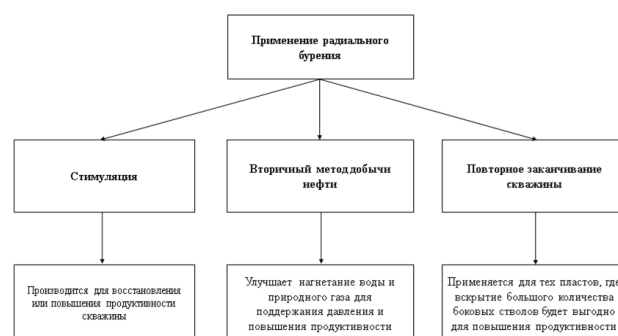 Применение радиального
бурения
Стимуляция
Вторичный метод добычи
нефти
Повторное заканчивание
скважины
Производится для восстановления
или повышения продуктивности
скважины
Улучшает нагнетание воды и
природного газа для
поддержания давления и
повышения продуктивности
Применяется для тех пластов, где
вскрытие большого количества
боковых стволов будет выгодно
для повышения продуктивности